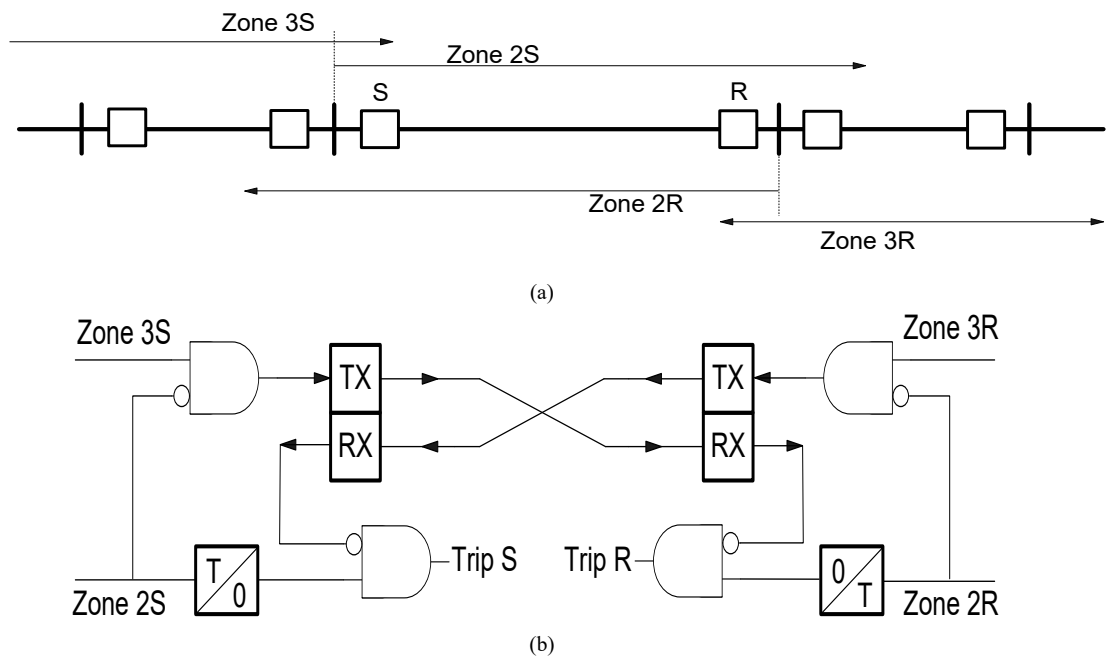 Zone 3S
Zone 2S
S
R
Zone 2R
Zone 3R
(a)
Zone 3S
Zone 3R
TX
TX
RX
RX
Trip S
Trip R
T
0
0
T
Zone 2S
Zone 2R
(b)